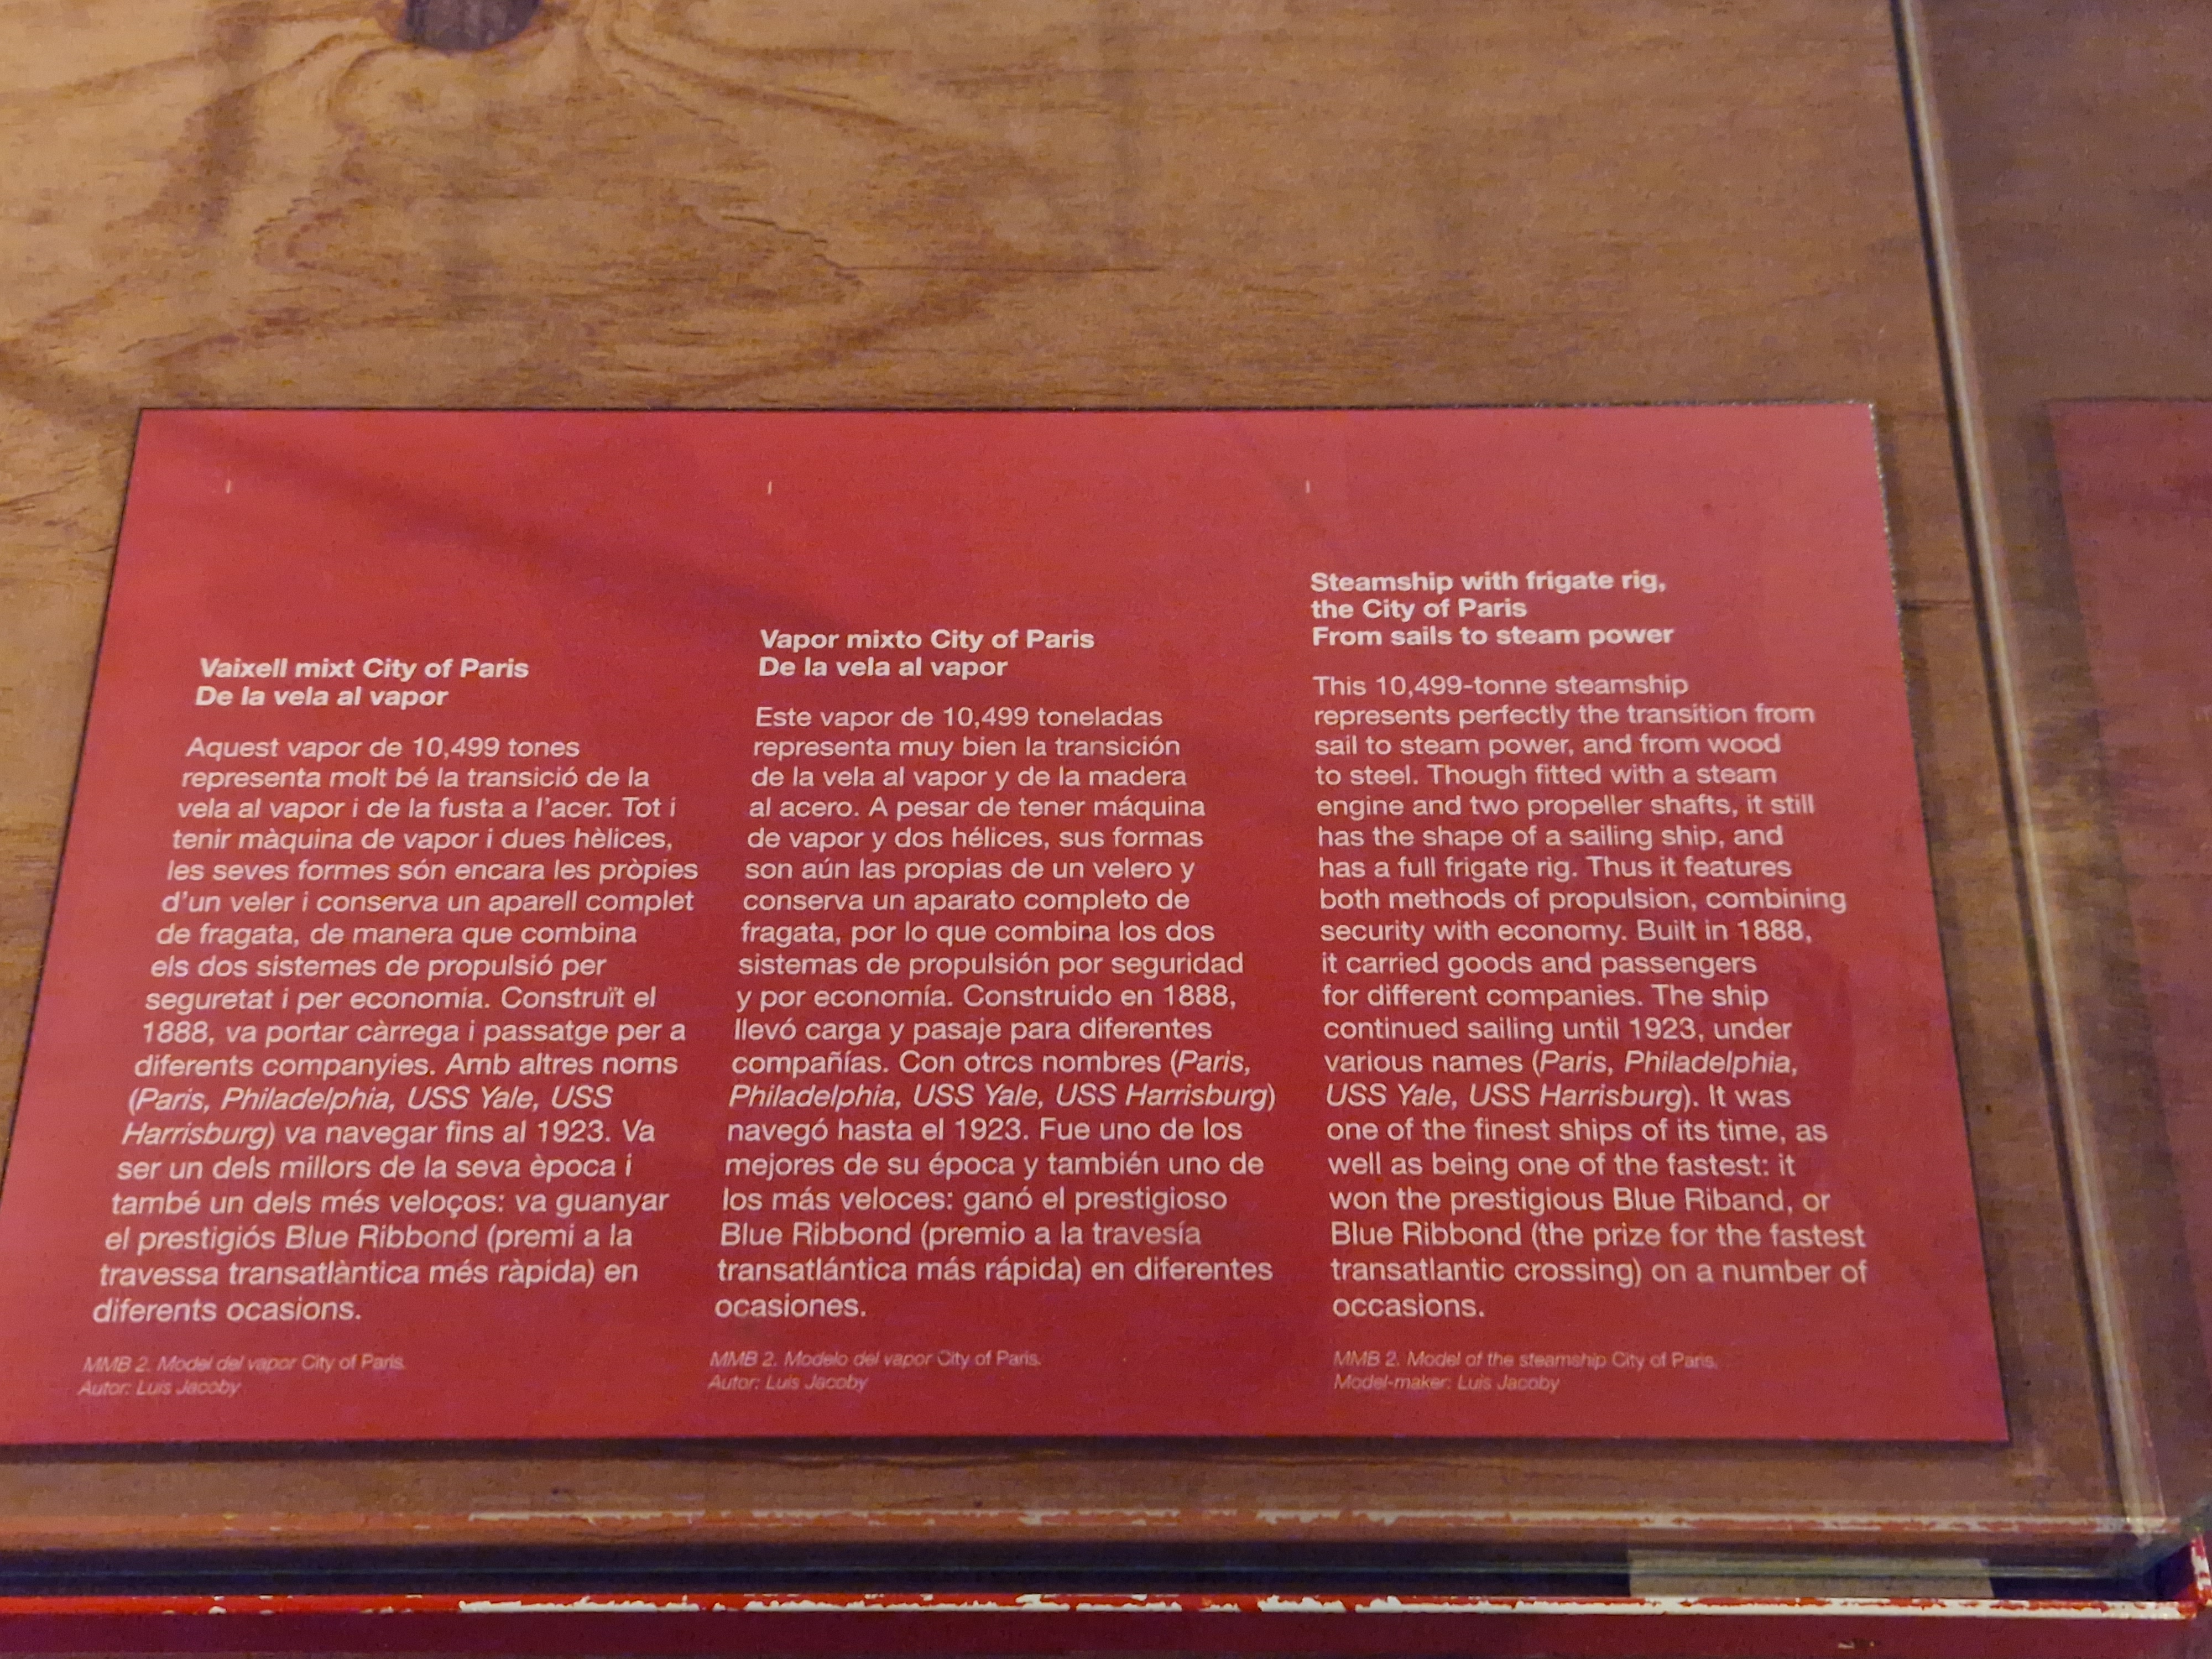 Vaixell mixt City of Paris
De la vela al vapor
Aquest vapor de 10,499 tones
representa molt bé la transició de la
vela al vapor i de la fusta a l'acer. Tot i
tenir màquina de vapor i dues hèlices,
les seves formes són encara les pròpies
d'un veler i conserva un aparell complet
de fragata, de manera que combina
els dos sistemes de propulsió per
seguretat i per economia. Construït el
1888, va portar càrrega i passatge per a
diferents companyies. Amb altres noms
(Paris, Philadelphia, USS Yale, USS
Harrisburg) va navegar fins al 1923. Va
ser un dels millors de la seva època i
també un dels més veloços: va guanyar
el prestigiós Blue Ribbond (premi a la
travessa transatlàntica més ràpida) en
diferents ocasions.
MMB 2. Model del vapor City of Paris.
Autor: Luis Jacoby
Vapor mixto City of Paris
De la vela al vapor
Este vapor de 10,499 toneladas
representa muy bien la transición
de la vela al vapor y de la madera
al acero. A pesar de tener máquina
de vapor y dos hélices, sus formas
son aún las propias de un velero y
conserva un aparato completo de
fragata, por lo que combina los dos
sistemas de propulsión por seguridad
y por economía. Construido en 1888,
llevó carga y pasaje para diferentes
compañías. Con otros nombres (Paris,
Philadelphia, USS Yale, USS Harrisburg)
navegó hasta el 1923. Fue uno de los
mejores de su época y también uno de
los más veloces: ganó el prestigioso
Blue Ribbond (premio a la travesía
transatlántica más rápida) en diferentes
ocasiones.
MMB 2. Modelo del vapor City of Paris.
Autor: Luis Jacoby
Steamship with frigate rig,
the City of Paris
From sails to steam power
This 10,499-tonne steamship
represents perfectly the transition from
sail to steam power, and from wood
to steel. Though fitted with a steam
engine and two propeller shafts, it still
has the shape of a sailing ship, and
has a full frigate rig. Thus it features
both methods of propulsion, combining
security with economy. Built in 1888,
it carried goods and passengers
for different companies. The ship
continued sailing until 1923, under
various names (Paris, Philadelphia,
USS Yale, USS Harrisburg). It was
one of the finest ships of its time, as
well as being one of the fastest: it
won the prestigious Blue Riband, or
Blue Ribbond (the prize for the fastest
transatlantic crossing) on a number of
occasions.
MMB 2. Model of the steamship City of Paris.
Model-maker: Luis Jacoby